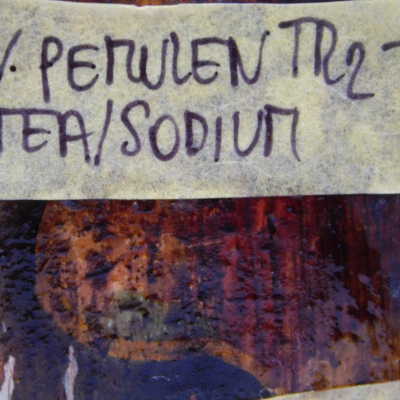 V. PEMULEN TR2 -
TEA/SODIUM